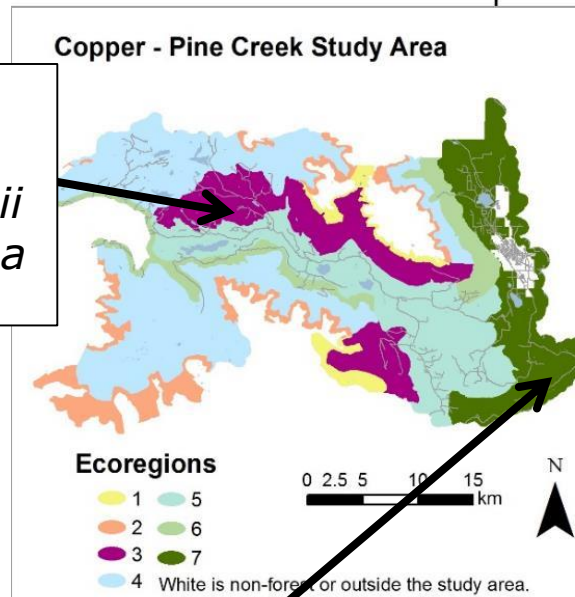 Copper - Pine Creek Study Area
ii
a
Ecoregions
1
2
3
4
5
6
7
0 2.5 5 10 15
km
N
White is non-forest or outside the study area.